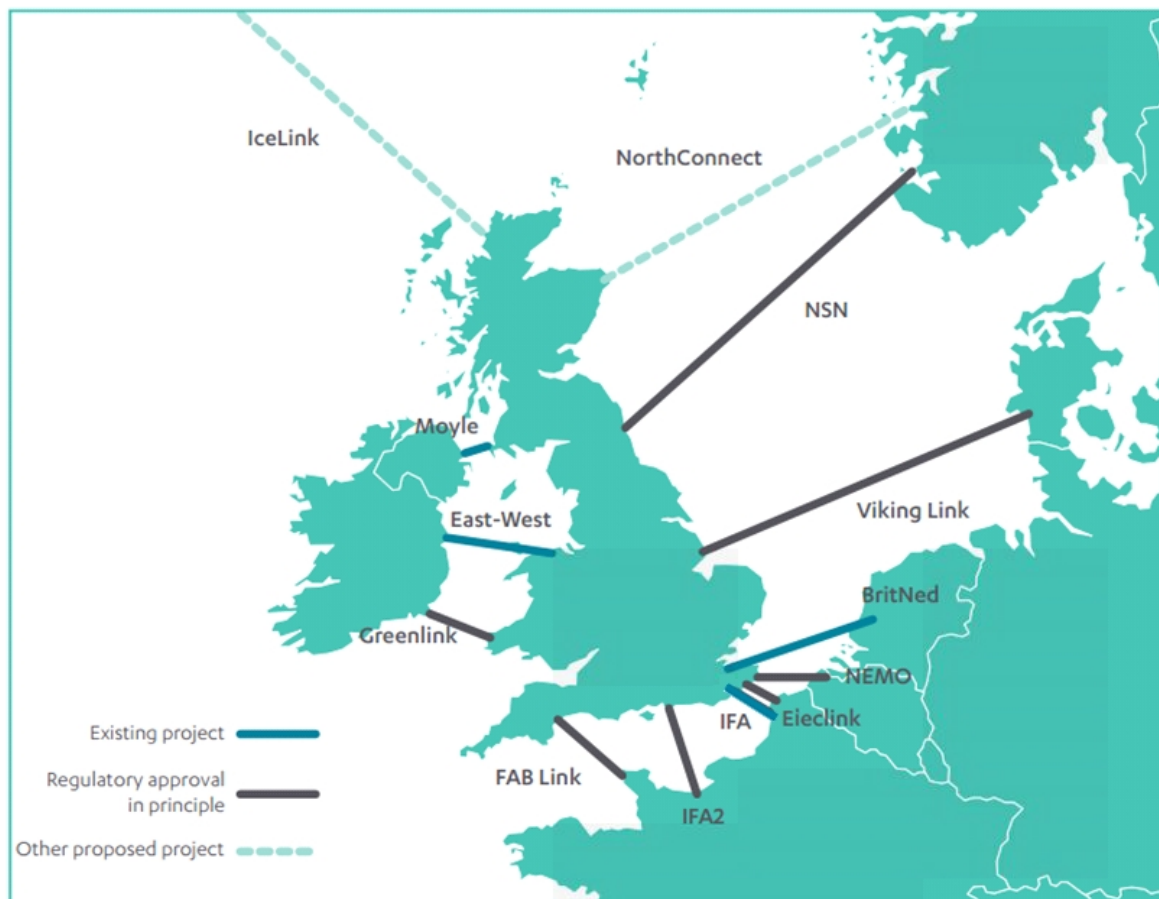 IceLink
NorthConnect
NSN
Moyle
East-West
Viking Link
BritNed
Greenlink
NEMO
IFA
Eieclink
FAB Link
IFA2
Existing project
Regulatory approval
in principle
Other proposed project